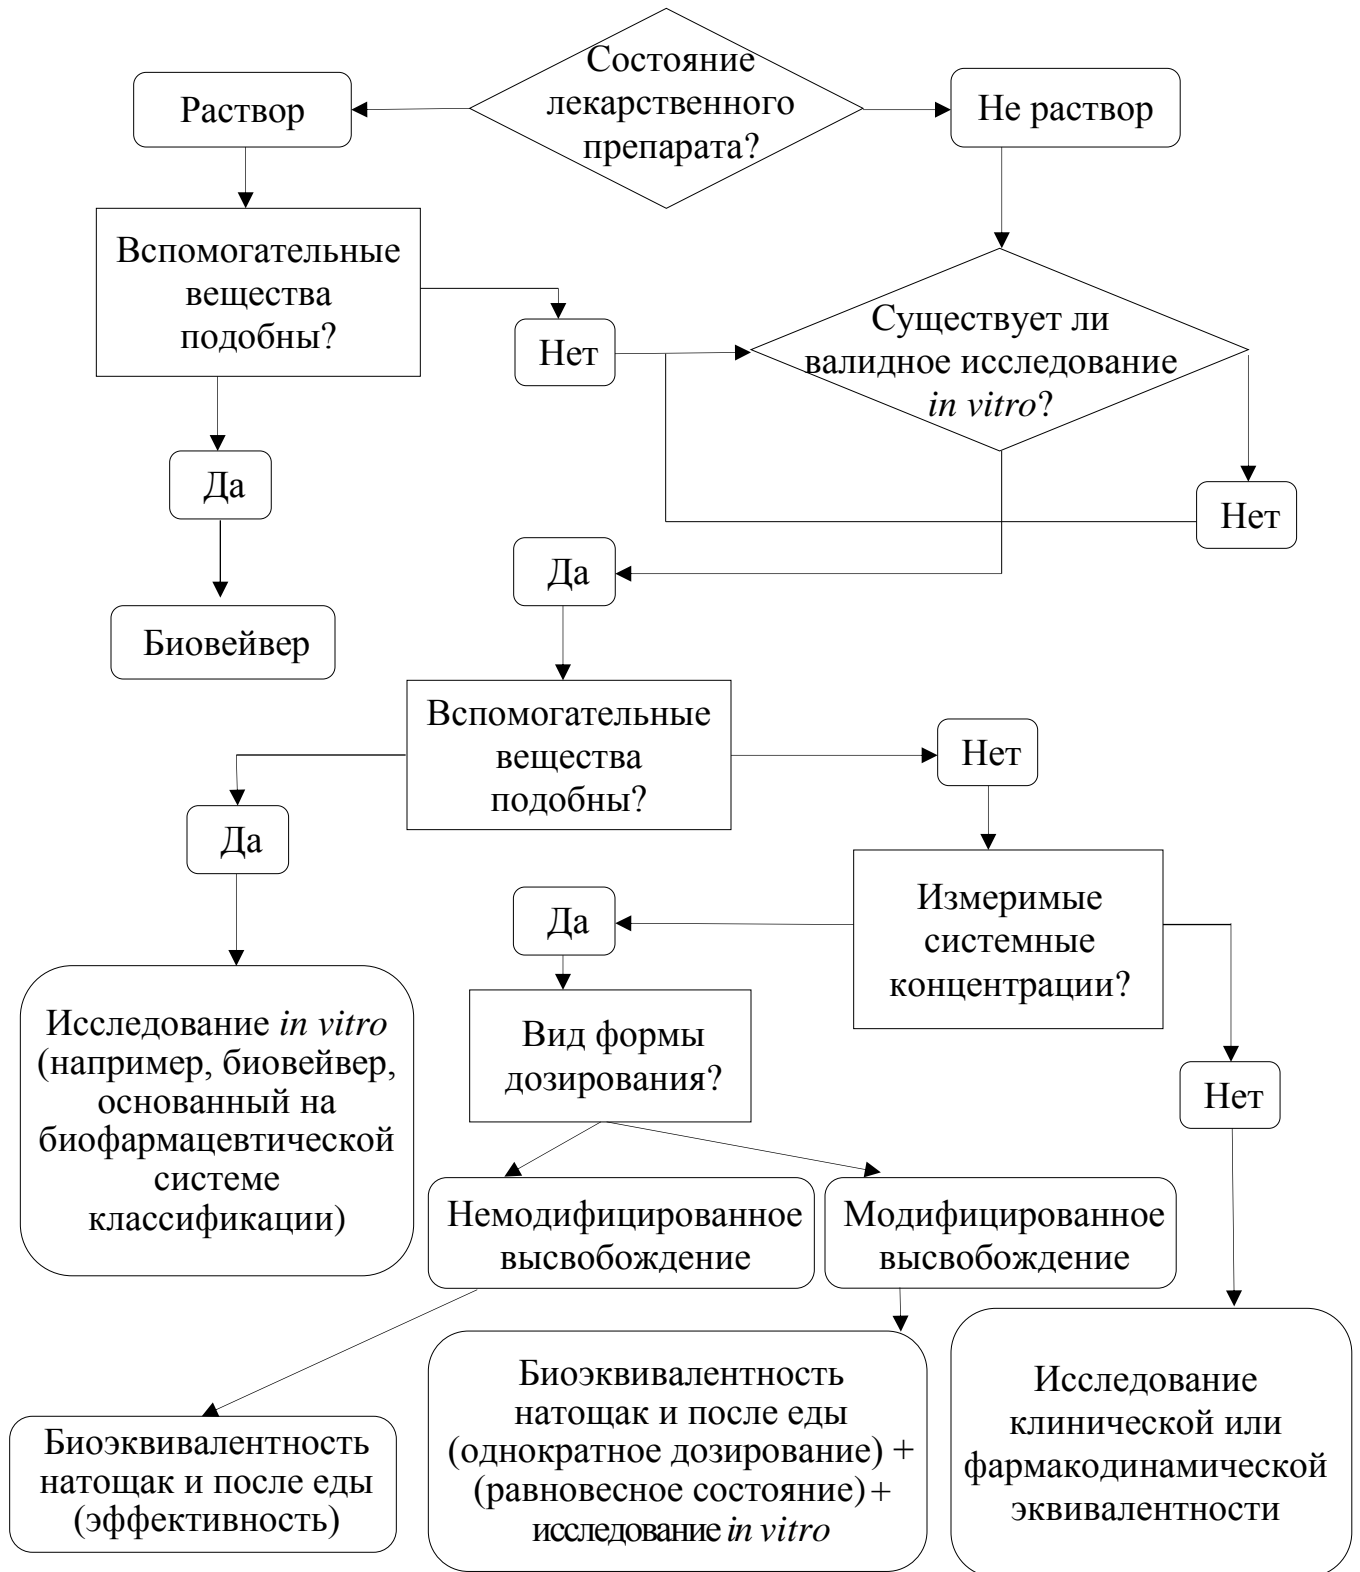 Состояние
лекарственного
препарата?
Раствор
Не раствор
Вспомогательные
вещества
подобны?
Нет
Существует ли
валидное исследование
in vitro?
Да
Нет
Биовейвер
Да
Вспомогательные
вещества
подобны?
Нет
Да
Измеримые
системные
концентрации?
Да
Исследование in vitro
(например, биовейвер,
основанный на
биофармацевтической
системе
классификации)
Вид формы
дозирования?
Нет
Немодифицированное
высвобождение
Модифицированное
высвобождение
Биоэквивалентность
натощак и после еды
(эффективность)
Биоэквивалентность
натощак и после еды
(однократное дозирование) +
(равновесное состояние) +
исследование in vitro
Исследование
клинической или
фармакодинамической
эквивалентности